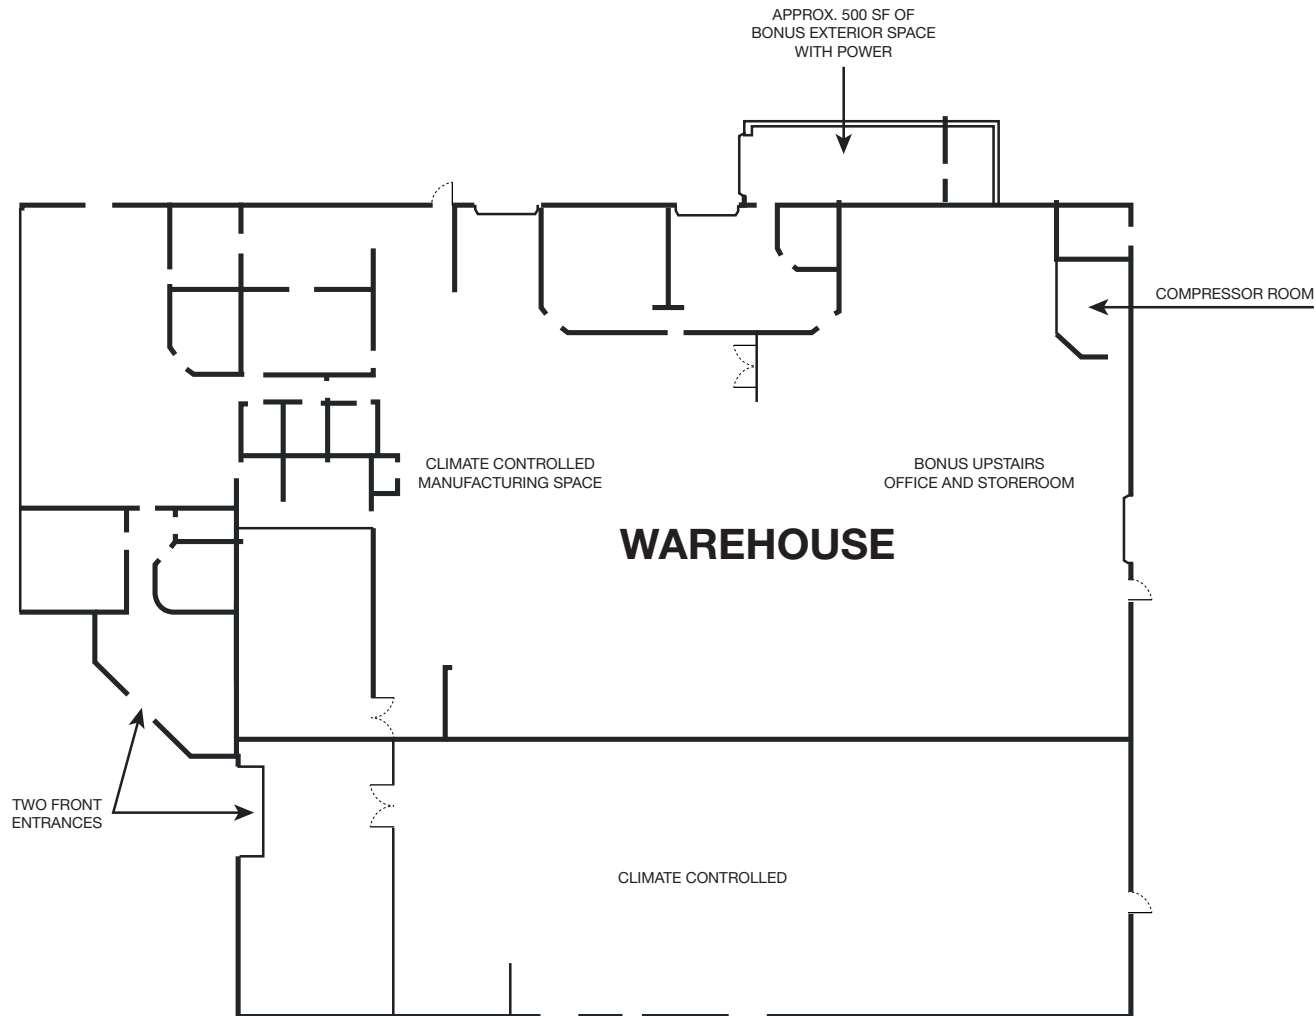 APPROX. 500 SF OF
BONUS EXTERIOR SPACE
WITH POWER
COMPRESSOR ROOM
CLIMATE CONTROLLED
MANUFACTURING SPACE
BONUS UPSTAIRS
OFFICE AND STOREROOM
WAREHOUSE
TWO FRONT
ENTRANCES
CLIMATE CONTROLLED